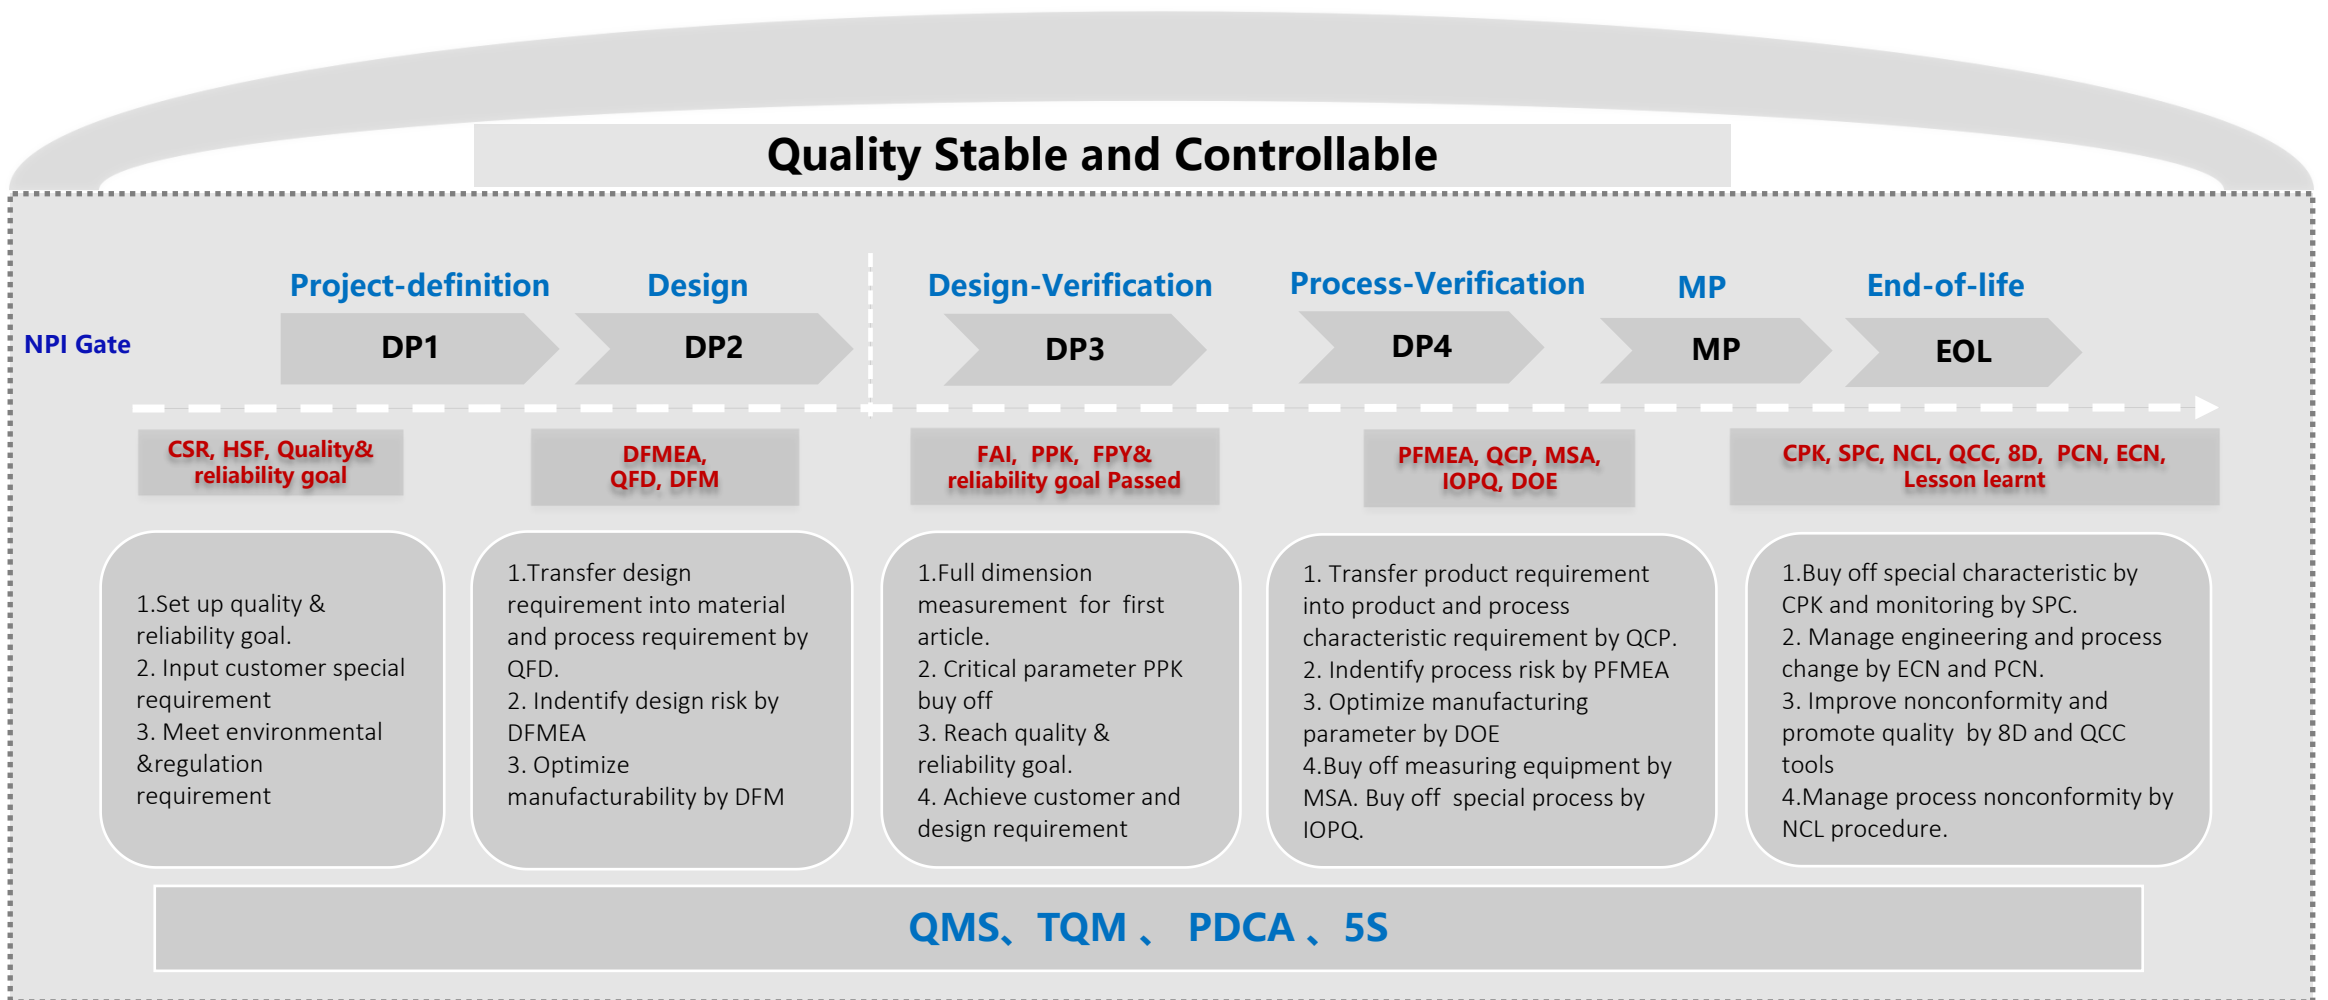 Quality Stable and Controllable
Project-definition
Design
Design-Verification
Process-Verification
MP
End-of-life
NPI Gate
DP1
DP2
DP3
DP4
MP
EOL
CSR, HSF, Quality&
reliability goal
DFMEA,
QFD, DFM
FAI, PPK, FPY&
reliability goal Passed
PFMEA, QCP, MSA,
IOPQ, DOE
CPK, SPC, NCL, QCC, 8D, PCN, ECN,
Lesson learnt
1.Set up quality &
reliability goal.
2. Input customer special
requirement
3. Meet environmental
&regulation
requirement
1.Transfer design
requirement into material
and process requirement by
QFD.
2. Indentify design risk by
DFMEA
3. Optimize
manufacturability by DFM
1.Full dimension
measurement for first
article.
2. Critical parameter PPK
buy off
3. Reach quality &
reliability goal.
4. Achieve customer and
design requirement
1. Transfer product requirement
into product and process
characteristic requirement by QCP.
2. Indentify process risk by PFMEA
3. Optimize manufacturing
parameter by DOE
4.Buy off measuring equipment by
MSA. Buy off special process by
IOPQ.
1.Buy off special characteristic by
CPK and monitoring by SPC.
2. Manage engineering and process
change by ECN and PCN.
3. Improve nonconformity and
promote quality by 8D and QCC
tools
4.Manage process nonconformity by
NCL procedure.
QMS、TQM 、 PDCA 、5S